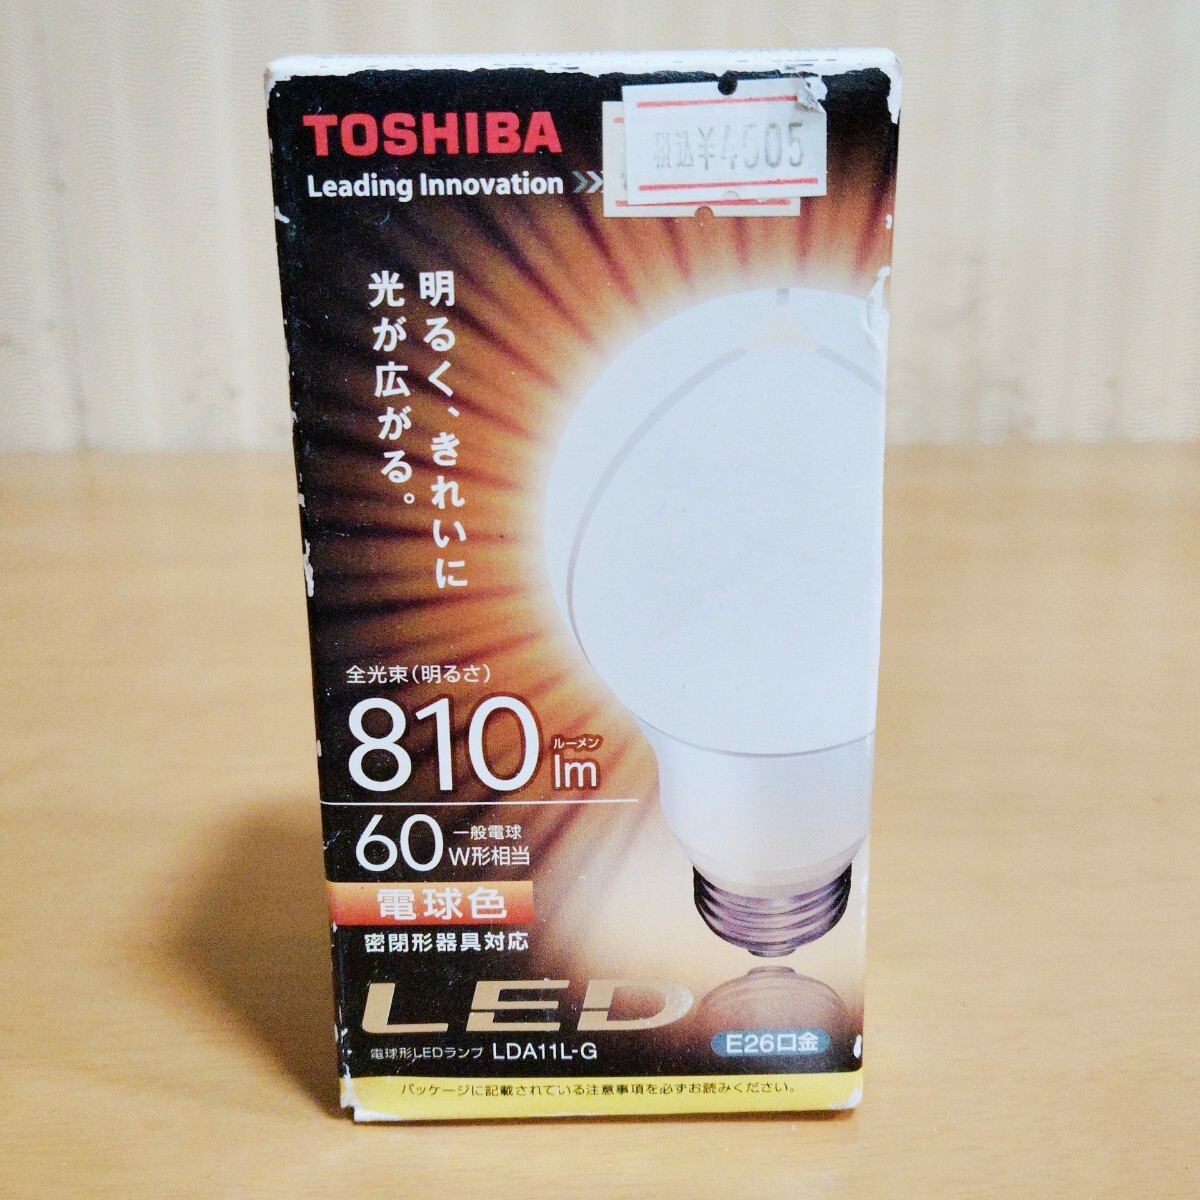 TOSHIBA
Leading Innovation
税込¥4505
明るく、きれいに
光が広がる。
全光束(明るさ)
810 ルーメン lm
60 一般電球 W形相当
電球色
密閉形器具対応
LED
電球形LEDランプ LDA11L-G
E26口金
パッケージに記載されている注意事項を必ずお読みください。